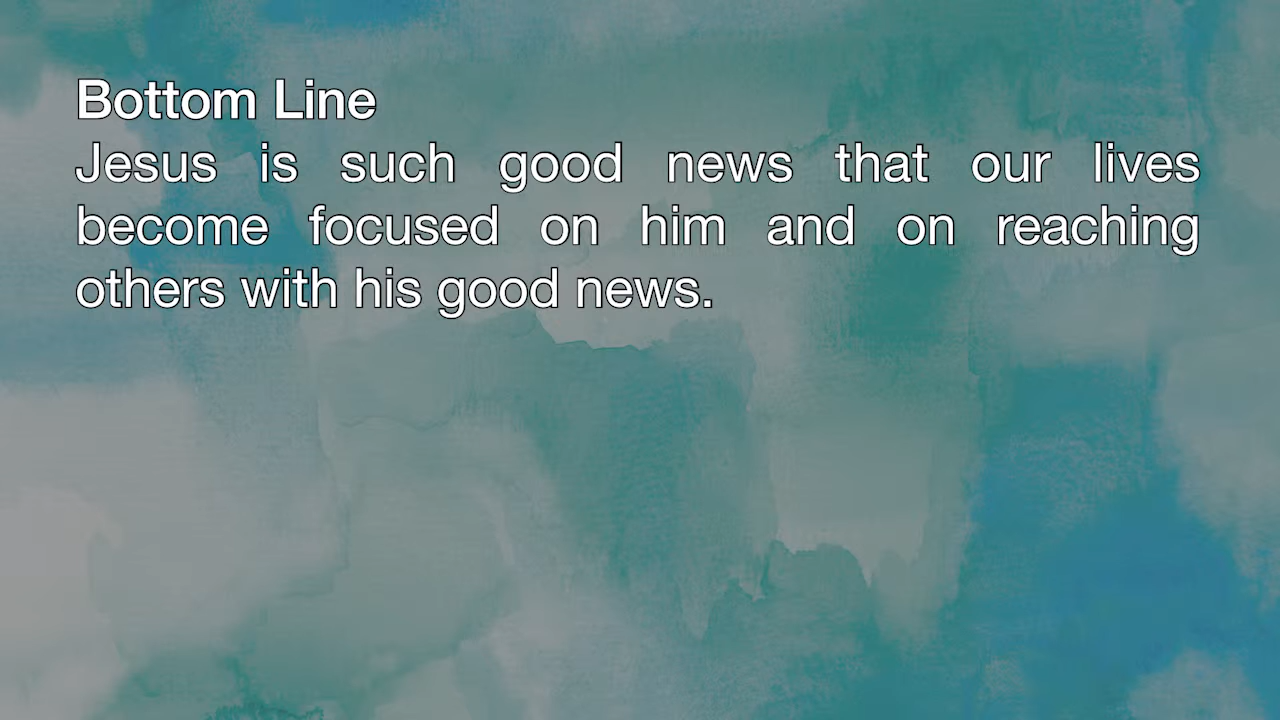 Bottom Line
Jesus is such good news that our lives
become focused on him and on reaching
others with his good news.